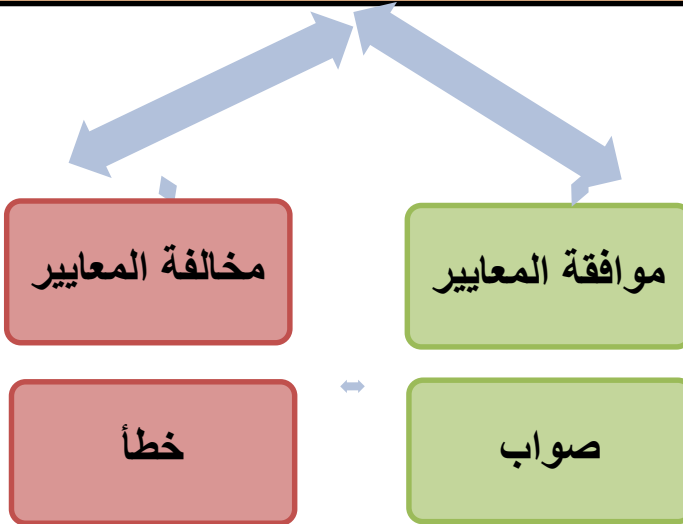 موافقة المعايير
مخالفة المعايير
صواب
خطأ